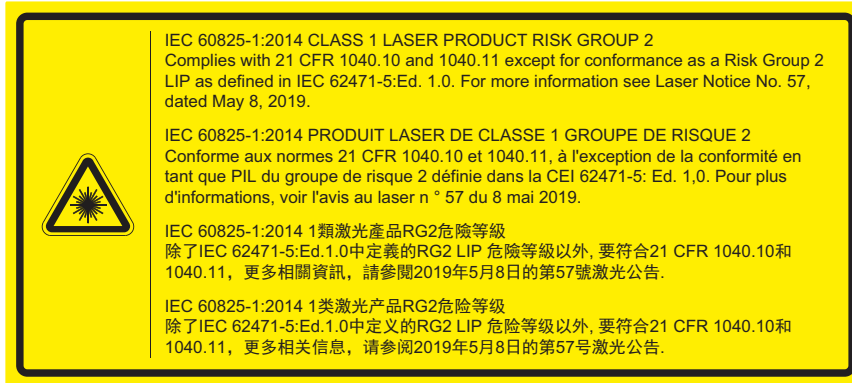 IEC 60825-1:2014 CLASS 1 LASER PRODUCT RISK GROUP 2
Complies with 21 CFR 1040.10 and 1040.11 except for conformance as a Risk Group 2
LIP as defined in IEC 62471-5:Ed. 1.0. For more information see Laser Notice No. 57,
dated May 8, 2019.
IEC 60825-1:2014 PRODUIT LASER DE CLASSE 1 GROUPE DE RISQUE 2
Conforme aux normes 21 CFR 1040.10 et 1040.11, à l'exception de la conformité en
tant que PIL du groupe de risque 2 définie dans la CEI 62471-5: Ed. 1,0. Pour plus
d'informations, voir l'avis au laser n ° 57 du 8 mai 2019.
IEC 60825-1:2014 1類激光產品RG2危險等級
除了IEC 62471-5:Ed.1.0中定義的RG2 LIP 危險等級以外, 要符合21 CFR 1040.10和
1040.11，更多相關資訊，請參閱2019年5月8日的第57號激光公告.
IEC 60825-1:2014 1类激光产品RG2危险等级
除了IEC 62471-5:Ed.1.0中定义的RG2 LIP 危险等级以外, 要符合21 CFR 1040.10和
1040.11，更多相关信息，请参阅2019年5月8日的第57号激光公告.